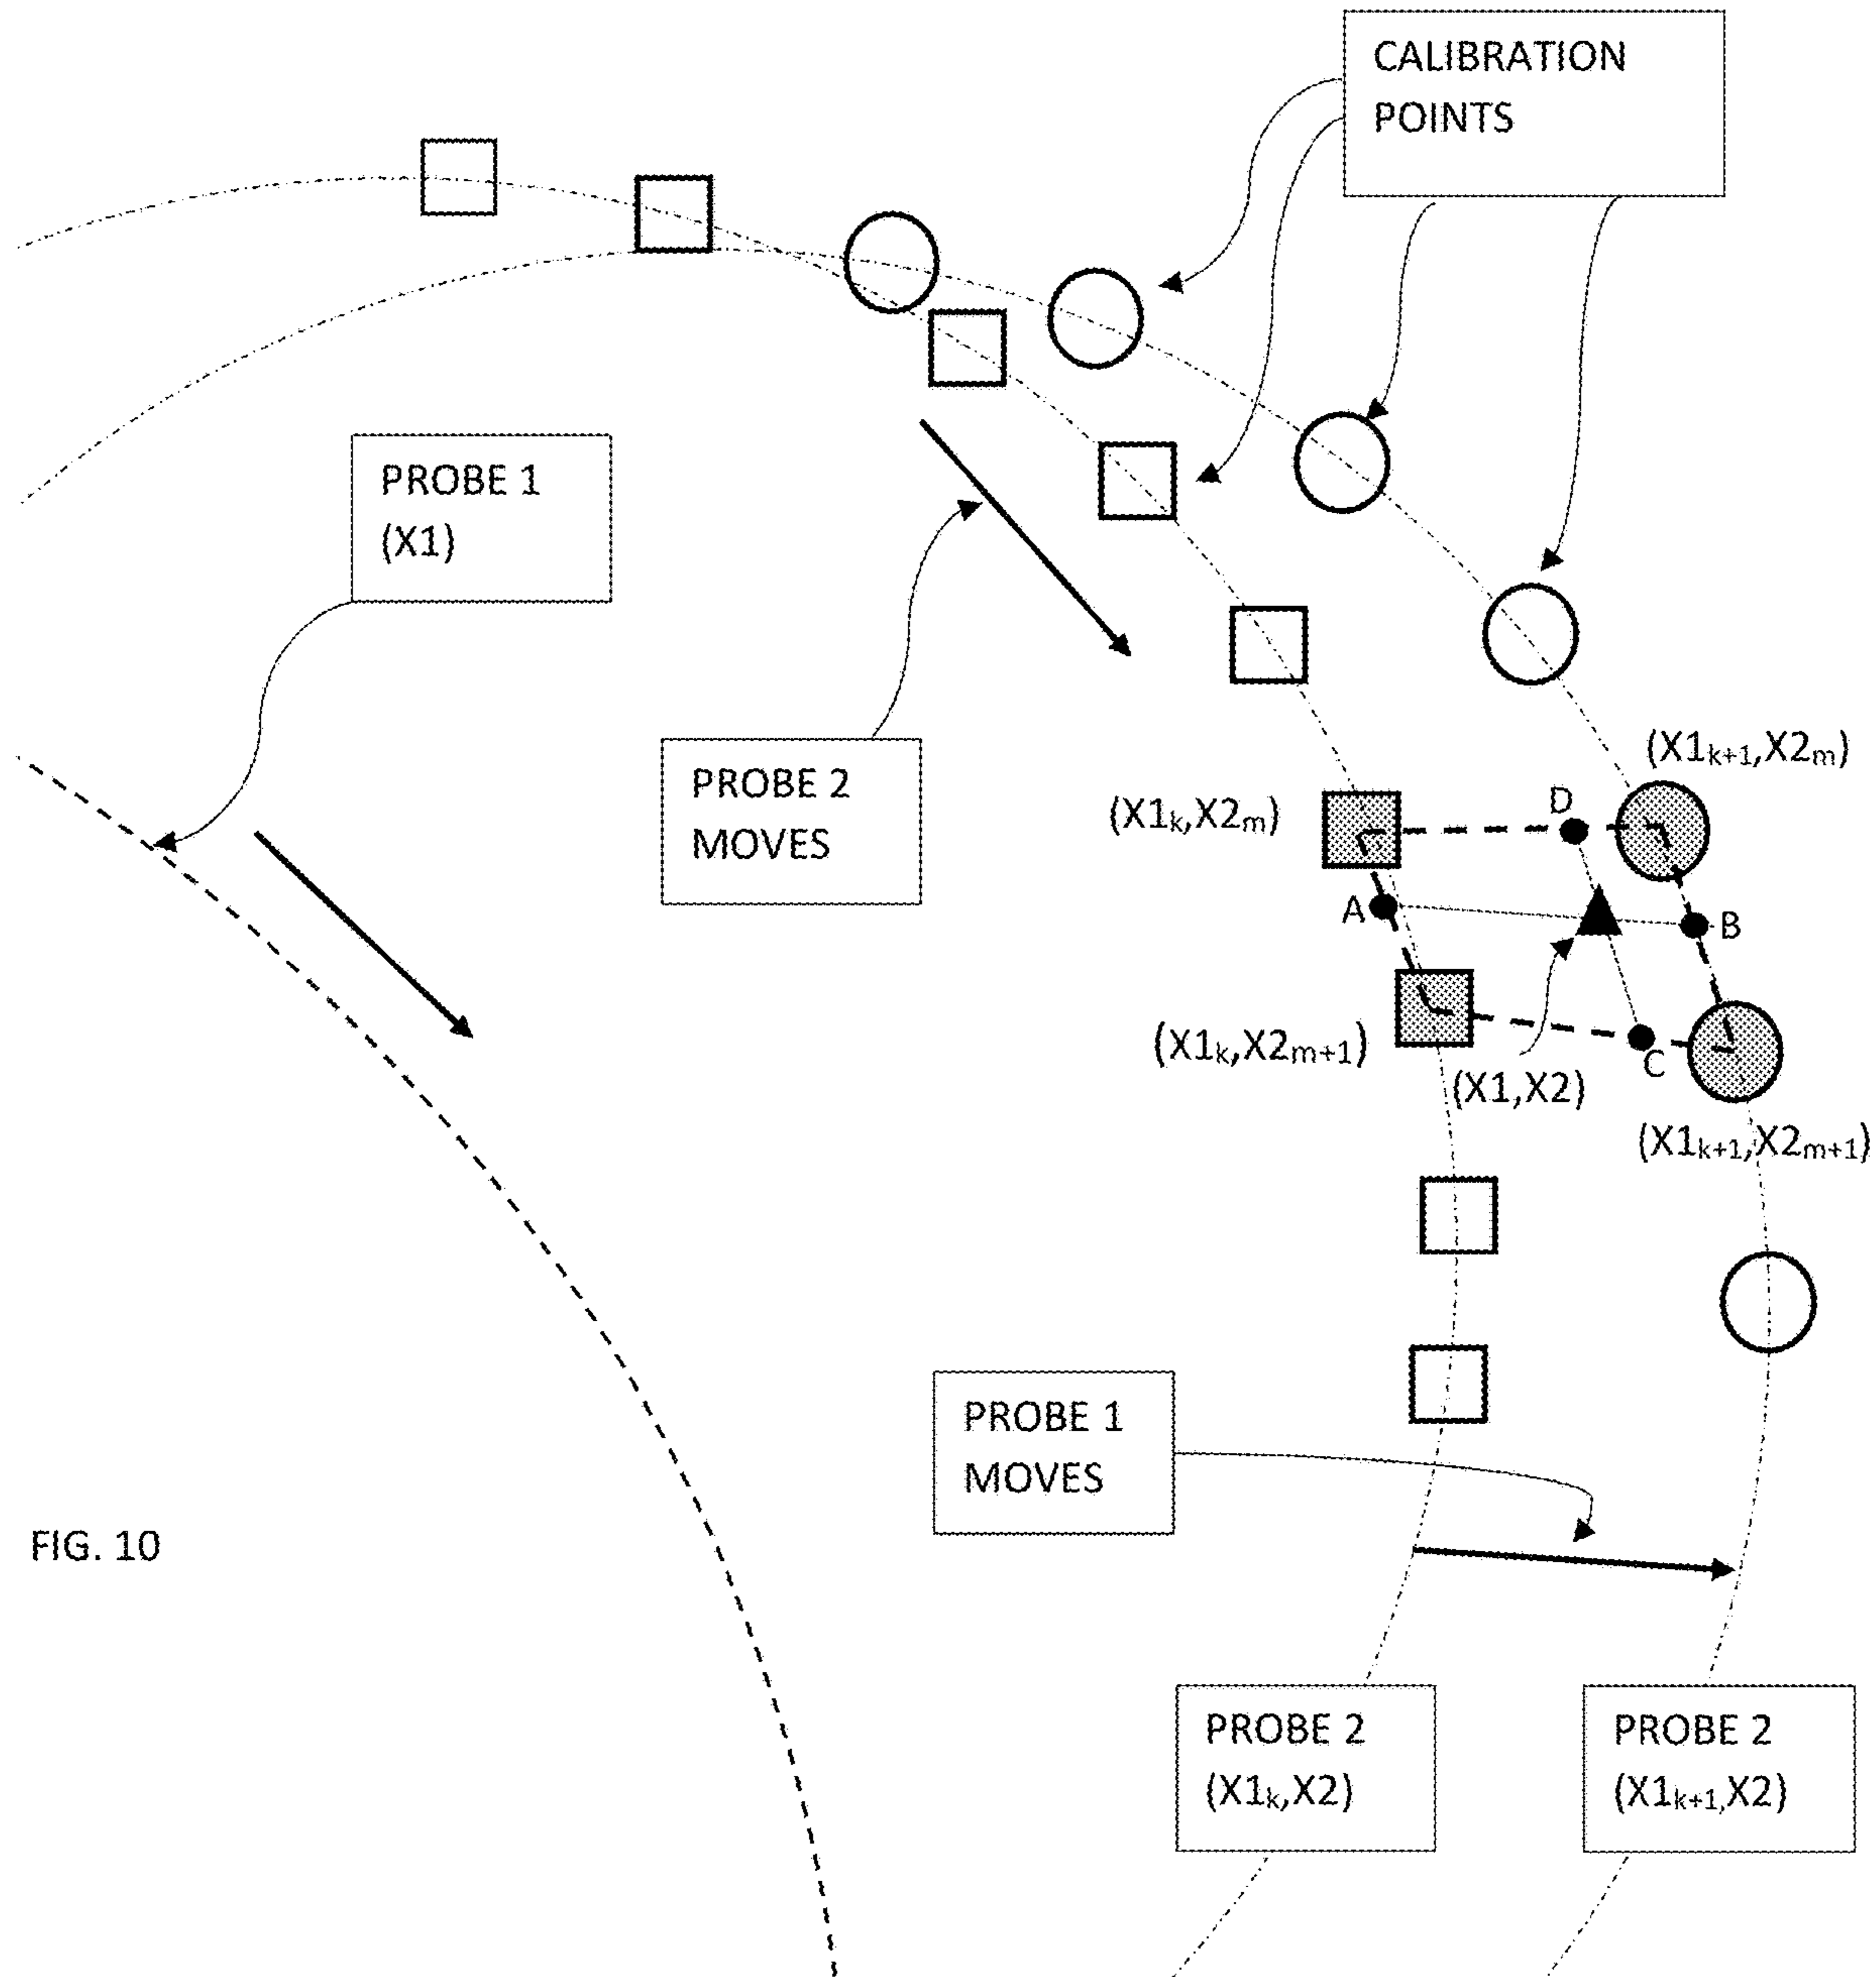 CALIBRATION
POINTS
PROBE 1
(X1)
PROBE 2
MOVES
(X1k+1,X2m)
(X1k,X2m)
D
A
B
C
(X1k,X2m+1)
(X1,X2)
(X1k+1,X2m+1)
PROBE 1
MOVES
FIG. 10
PROBE 2
(X1k,X2)
PROBE 2
(X1k+1,X2)